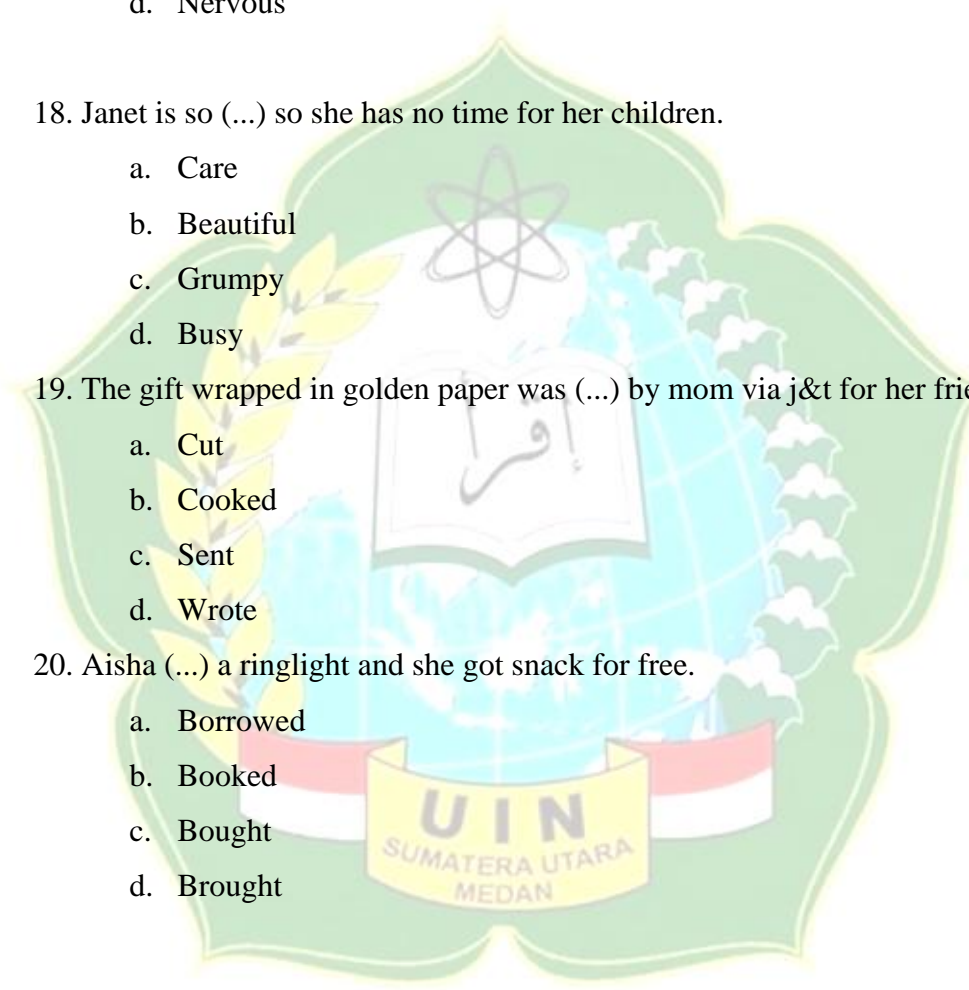 d. Nervous
18. Janet is so (...) so she has no time for her children.
a. Care
b. Beautiful
c. Grumpy
d. Busy
19. The gift wrapped in golden paper was (...) by mom via j&t for her
a. Cut
b. Cooked
c. Sent
d. Wrote
20. Aisha (...) a ringlight and she got snack for free.
a. Borrowed
b. Booked
c. Bought
d. Brought
إقرأ
UIN
SUMATERA UTARA
MEDAN